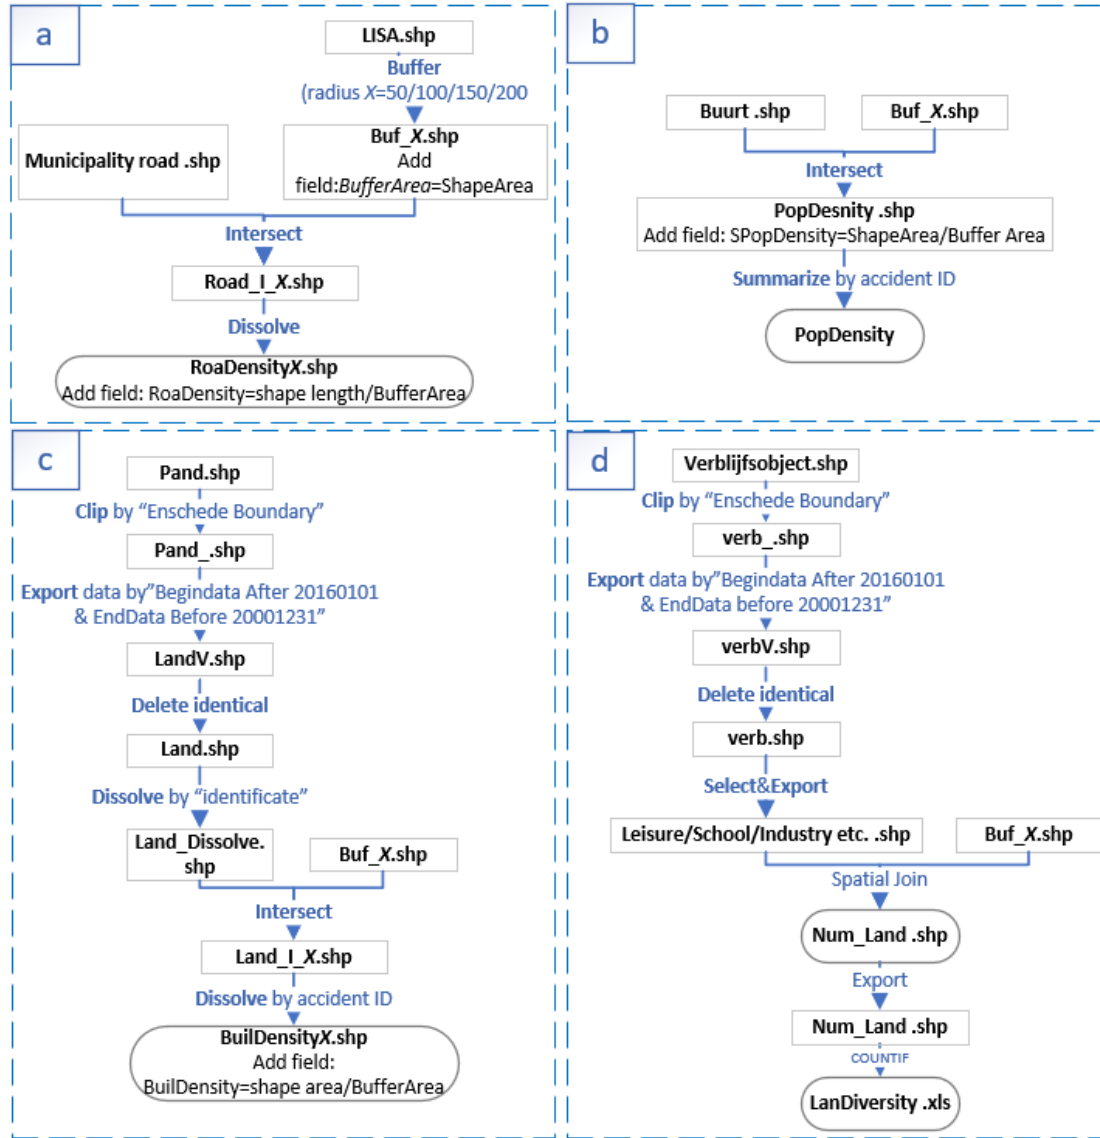 a
LISA.shp
Buffer
(radius X=50/100/150/200
Municipality road .shp
Buf_X.shp
Add
field:BufferArea=ShapeArea
Intersect
Road_I_X.shp
Dissolve
RoaDensityX.shp
Add field: RoaDensity=shape length/BufferArea
b
Buurt .shp
Buf_X.shp
Intersect
PopDesnity .shp
Add field: SPopDensity=ShapeArea/Buffer Area
Summarize by accident ID
PopDensity
c
Pand.shp
Clip by “Enschede Boundary”
Pand_.shp
Export data by”Begindata After 20160101
& EndData Before 20001231”
LandV.shp
Delete identical
Land.shp
Dissolve by “identificate”
Land_Dissolve.
shp
Buf_X.shp
Intersect
Land_I_X.shp
Dissolve by accident ID
BuilDensityX.shp
Add field:
BuilDensity=shape area/BufferArea
d
Verblijfsobject.shp
Clip by “Enschede Boundary”
verb_.shp
Export data by”Begindata After 20160101
& EndData before 20001231”
verbV.shp
Delete identical
verb.shp
Select&Export
Leisure/School/Industry etc. .shp
Buf_X.shp
Spatial Join
Num_Land .shp
Export
Num_Land .shp
COUNTIF
LanDiversity .xls